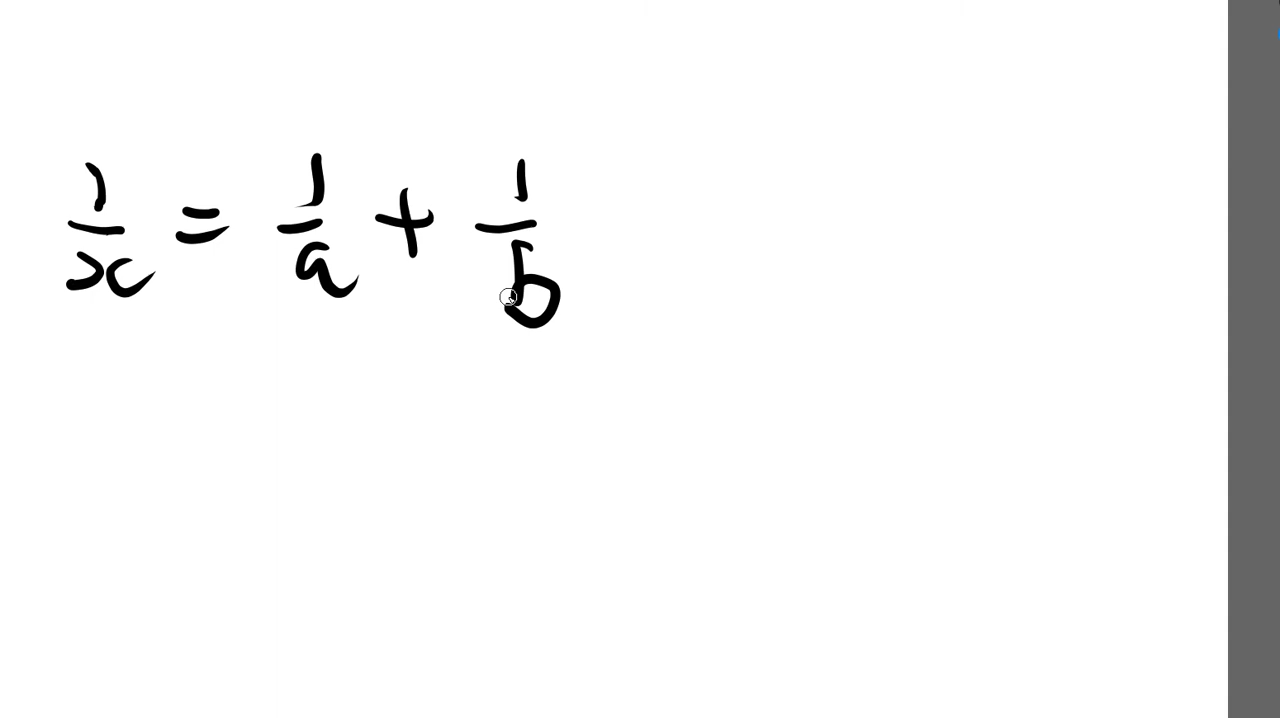 1/x = 1/a + 1/b